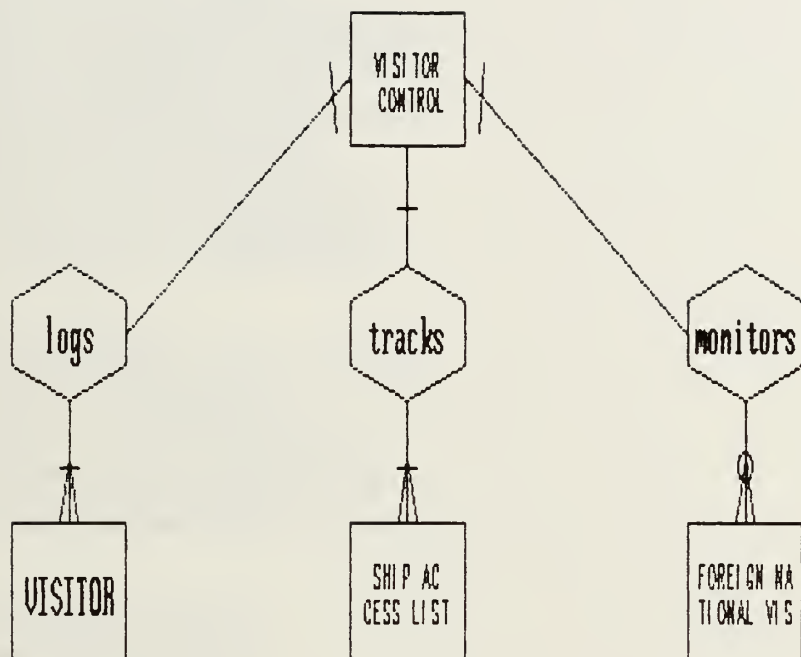 VISITOR
CONTROL
logs
tracks
monitors
VISITOR
SHIP AC
CESS LIST
FOREIGN NA
TIONAL VIS